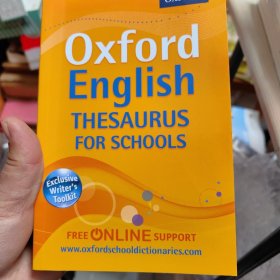 Oxford
English
THESAURUS
FOR SCHOOLS
Exclusive
Writer's
Toolkit
FREE ONLINE SUPPORT
www.oxfordschooldictionaries.com